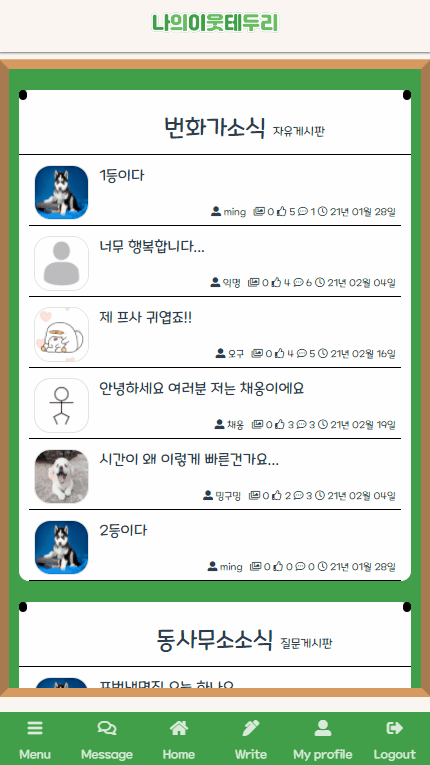 나의이웃테두리
번화가소식 자유게시판
1등이다
ming 0 5 1 21년 01월 28일
너무 행복합니다...
익명 0 4 6 21년 02월 04일
제 프사 귀엽죠!!
오구 0 4 5 21년 02월 16일
안녕하세요 여러분 저는 채웅이에요
채웅 0 3 3 21년 02월 19일
시간이 왜 이렇게 빠른건가요...
밍구밍 0 2 3 21년 02월 04일
2등이다
ming 0 0 0 21년 01월 28일
동사무소소식 질문게시판
Menu Message Home Write My profile Logout